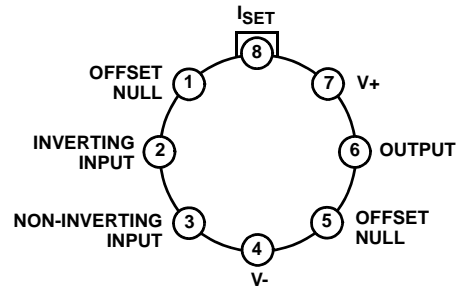 ISET
8
OFFSET
NULL
1
7
V+
INVERTING
INPUT
2
6
OUTPUT
NON-INVERTING
INPUT
3
5
OFFSET
NULL
4
V-